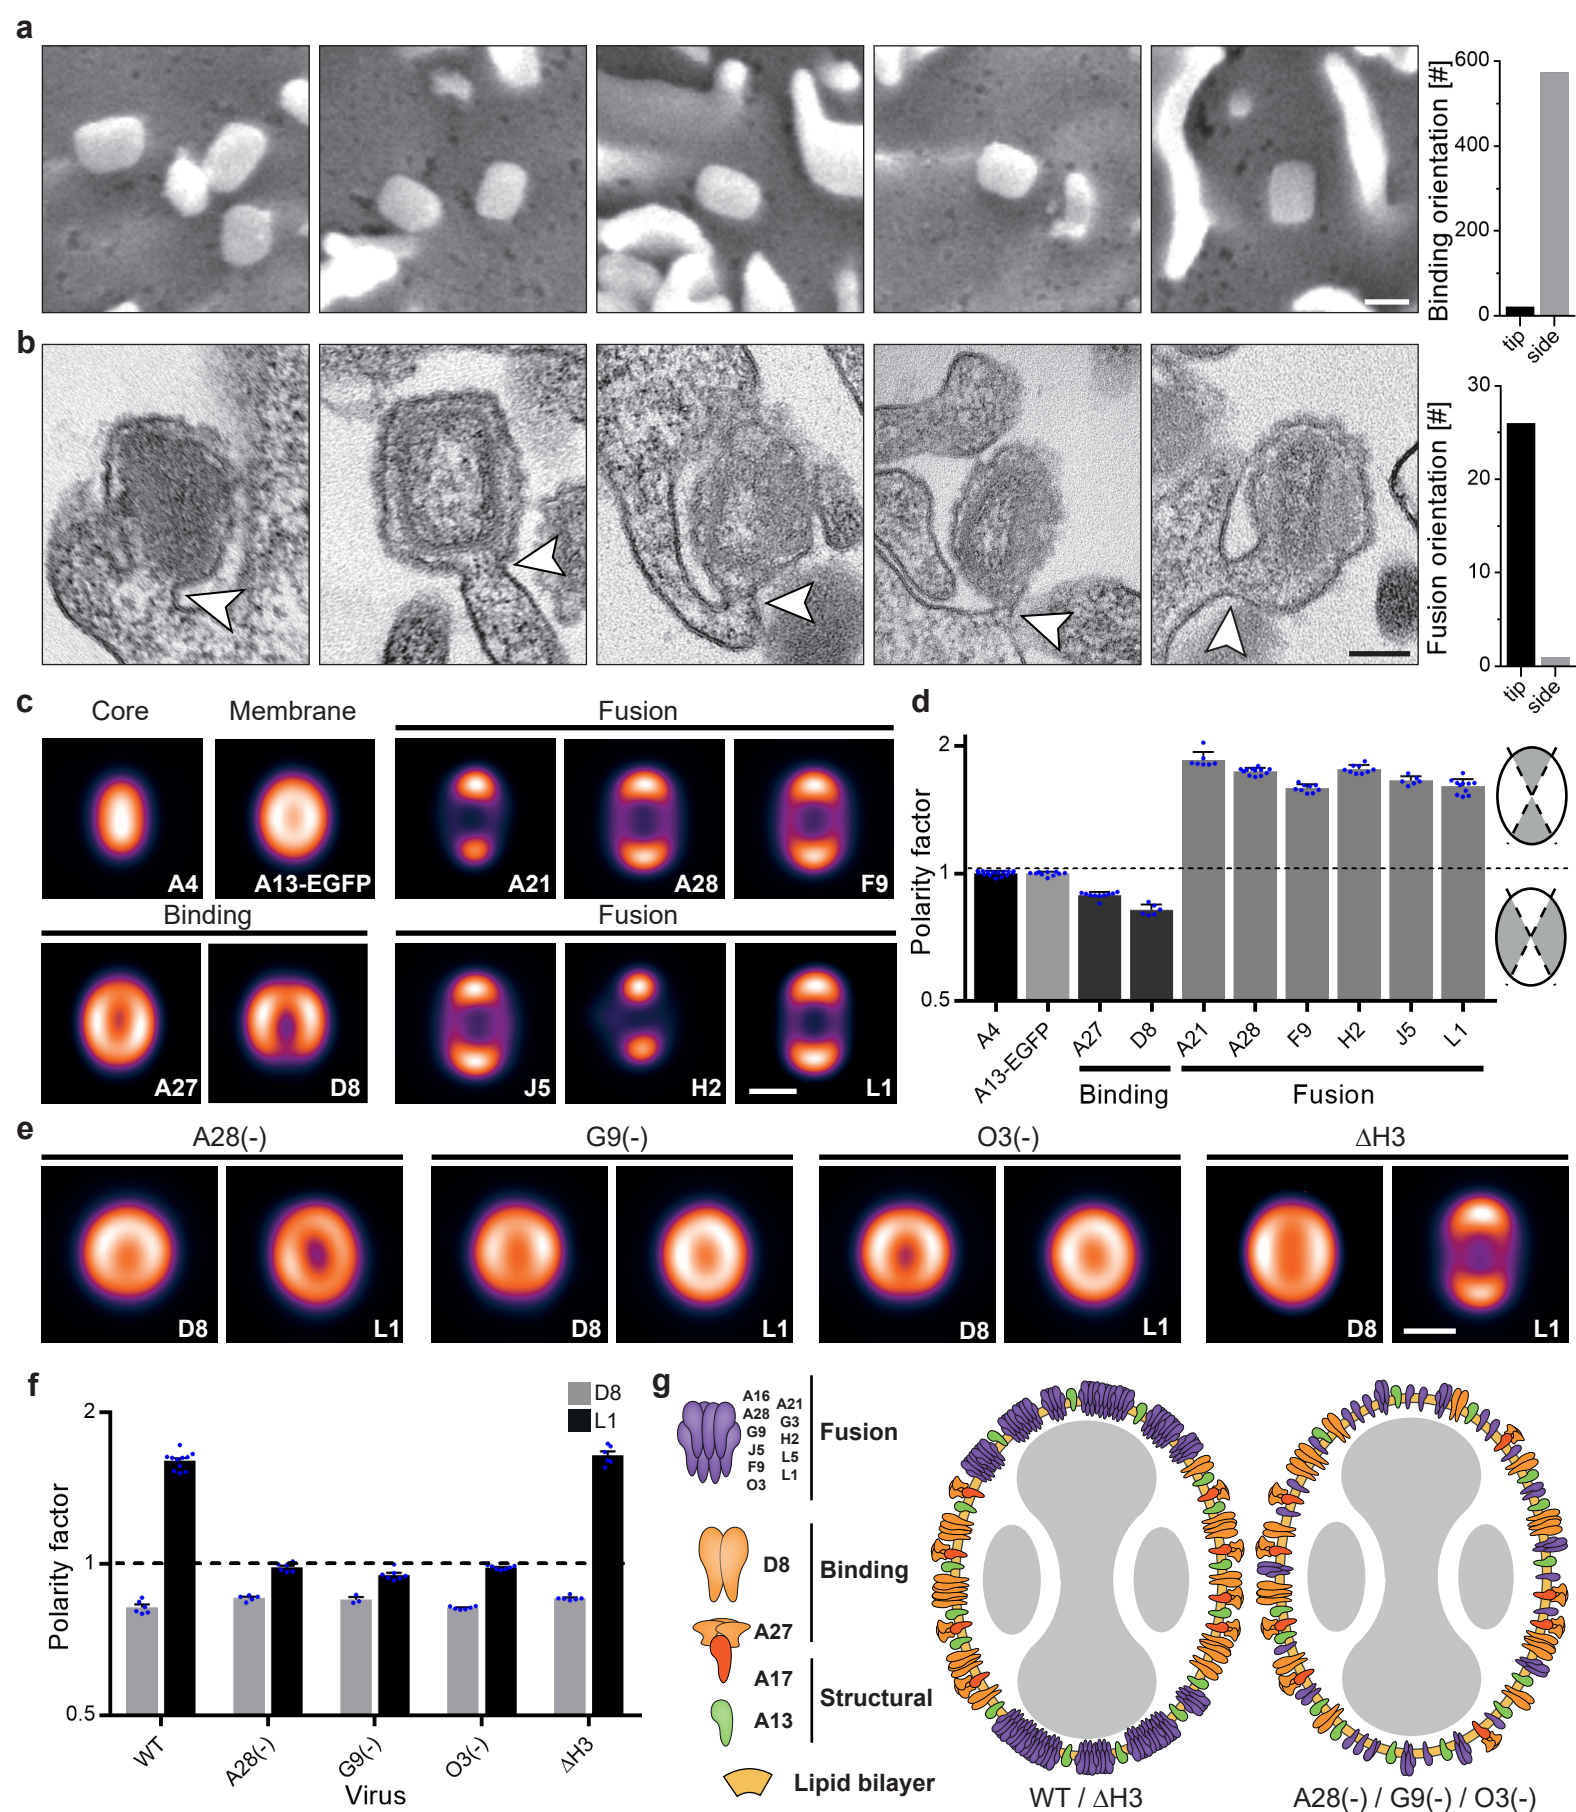 a
Binding orientation [#]
600
400
200
0
tip
side
b
Fusion orientation [#]
30
20
10
0
tip
side
c
Core
Membrane
Fusion
A4
A13-EGFP
A21
A28
F9
Binding
Fusion
A27
D8
J5
H2
L1
d
Polarity factor
2
1
0.5
A4
A13-EGFP
A27
D8
A21
A28
F9
H2
J5
L1
Binding
Fusion
e
A28(-)
G9(-)
O3(-)
ΔH3
D8
L1
D8
L1
D8
L1
D8
L1
f
D8
L1
Polarity factor
2
1
0.5
WT
A28(-)
G9(-)
O3(-)
ΔH3
Virus
g
A16
A28
G9
J5
F9
O3
A21
G3
H2
L5
L1
Fusion
D8
Binding
A27
A17
Structural
A13
Lipid bilayer
WT / ΔH3
A28(-) / G9(-) / O3(-)